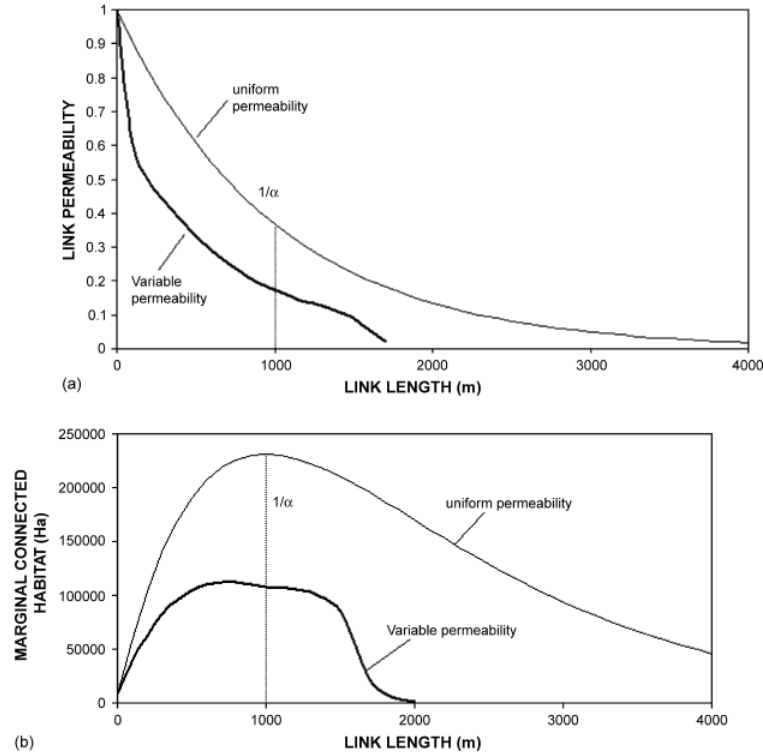 1
0.9
0.8
0.7
0.6
0.5
0.4
0.3
0.2
0.1
0
LINK PERMEABILITY
uniform
permeability
1/α
Variable
permeability
0
1000
2000
3000
4000
(a)
LINK LENGTH (m)
250000
200000
150000
100000
50000
0
MARGINAL CONNECTED
HABITAT (Ha)
1/α
uniform permeability
Variable permeability
0
1000
2000
3000
4000
(b)
LINK LENGTH (m)